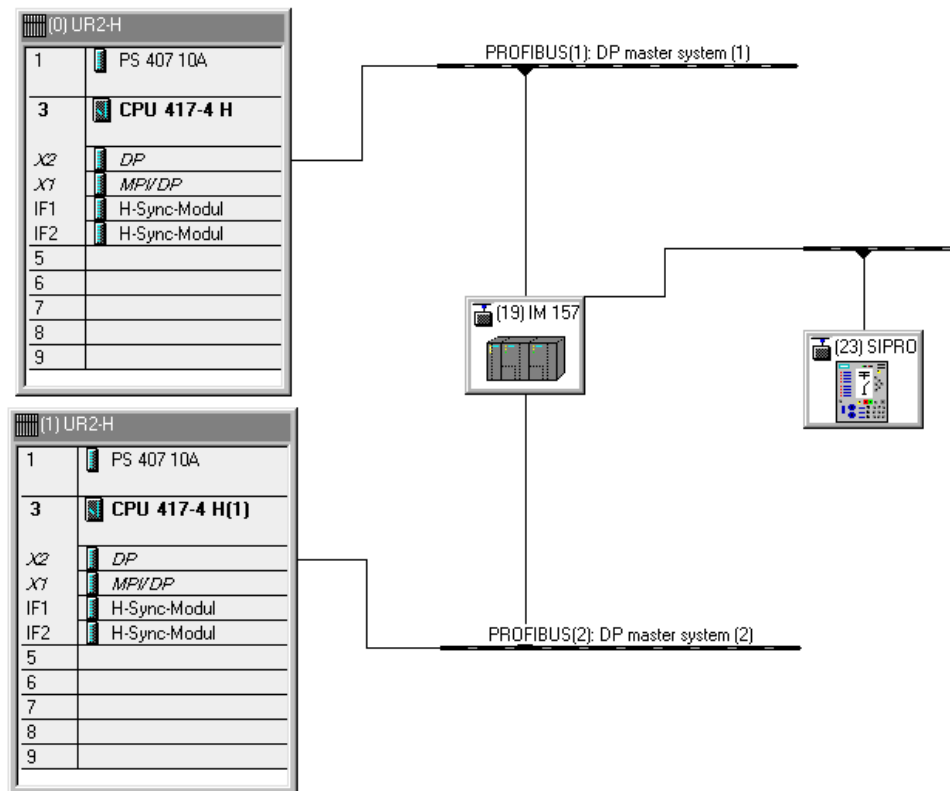 (0) UR2-H
1 PS 407 10A
3 CPU 417-4 H
X2 DP
X1 MPI/DP
IF1 H-Sync-Modul
IF2 H-Sync-Modul
5
6
7
8
9
PROFIBUS(1): DP master system (1)
(19) IM 157
(23) SIPRO
(1) UR2-H
1 PS 407 10A
3 CPU 417-4 H(1)
X2 DP
X1 MPI/DP
IF1 H-Sync-Modul
IF2 H-Sync-Modul
5
6
7
8
9
PROFIBUS(2): DP master system (2)